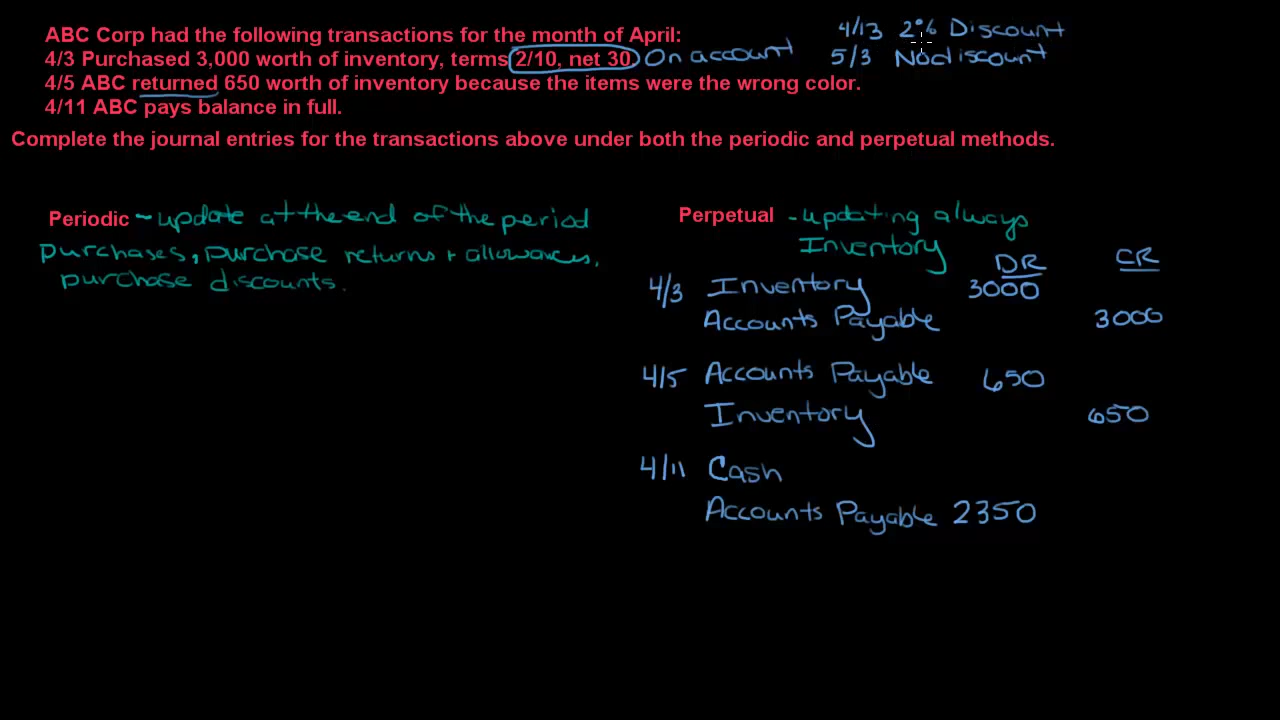 ABC Corp had the following transactions for the month of April:
4/13 2% Discount
4/3 Purchased 3,000 worth of inventory, terms 2/10, net 30. On account
5/3 No discount
4/5 ABC returned 650 worth of inventory because the items were the wrong color.
4/11 ABC pays balance in full.
Complete the journal entries for the transactions above under both the periodic and perpetual methods.
Periodic - update at the end of the period
purchases, purchase returns + allowances,
purchase discounts.
Perpetual - updating always
Inventory
DR CR
4/3 Inventory 3000
Accounts Payable 3000
4/5 Accounts Payable 650
Inventory 650
4/11 Cash
Accounts Payable 2350